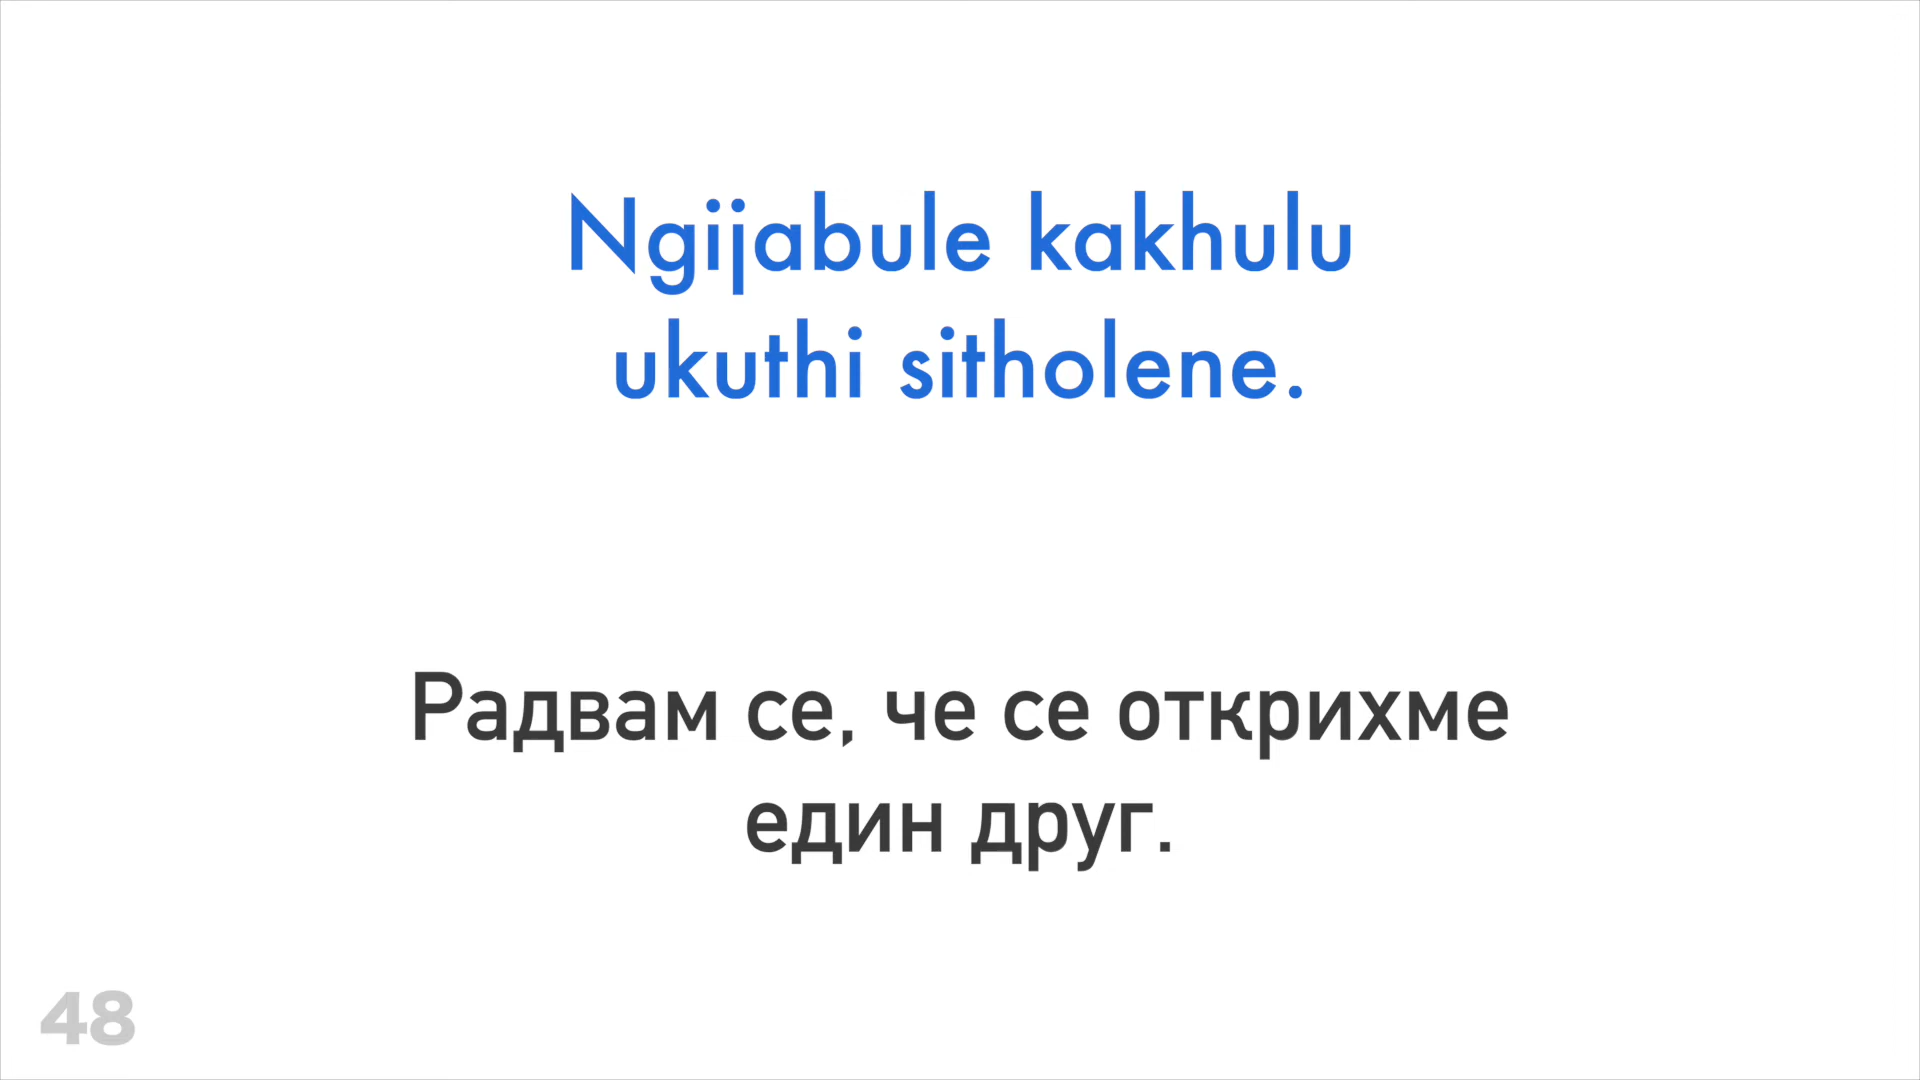 Ngijabule kakhulu
ukuthi sitholene.
Радвам се, че се открихме
един друг.
48